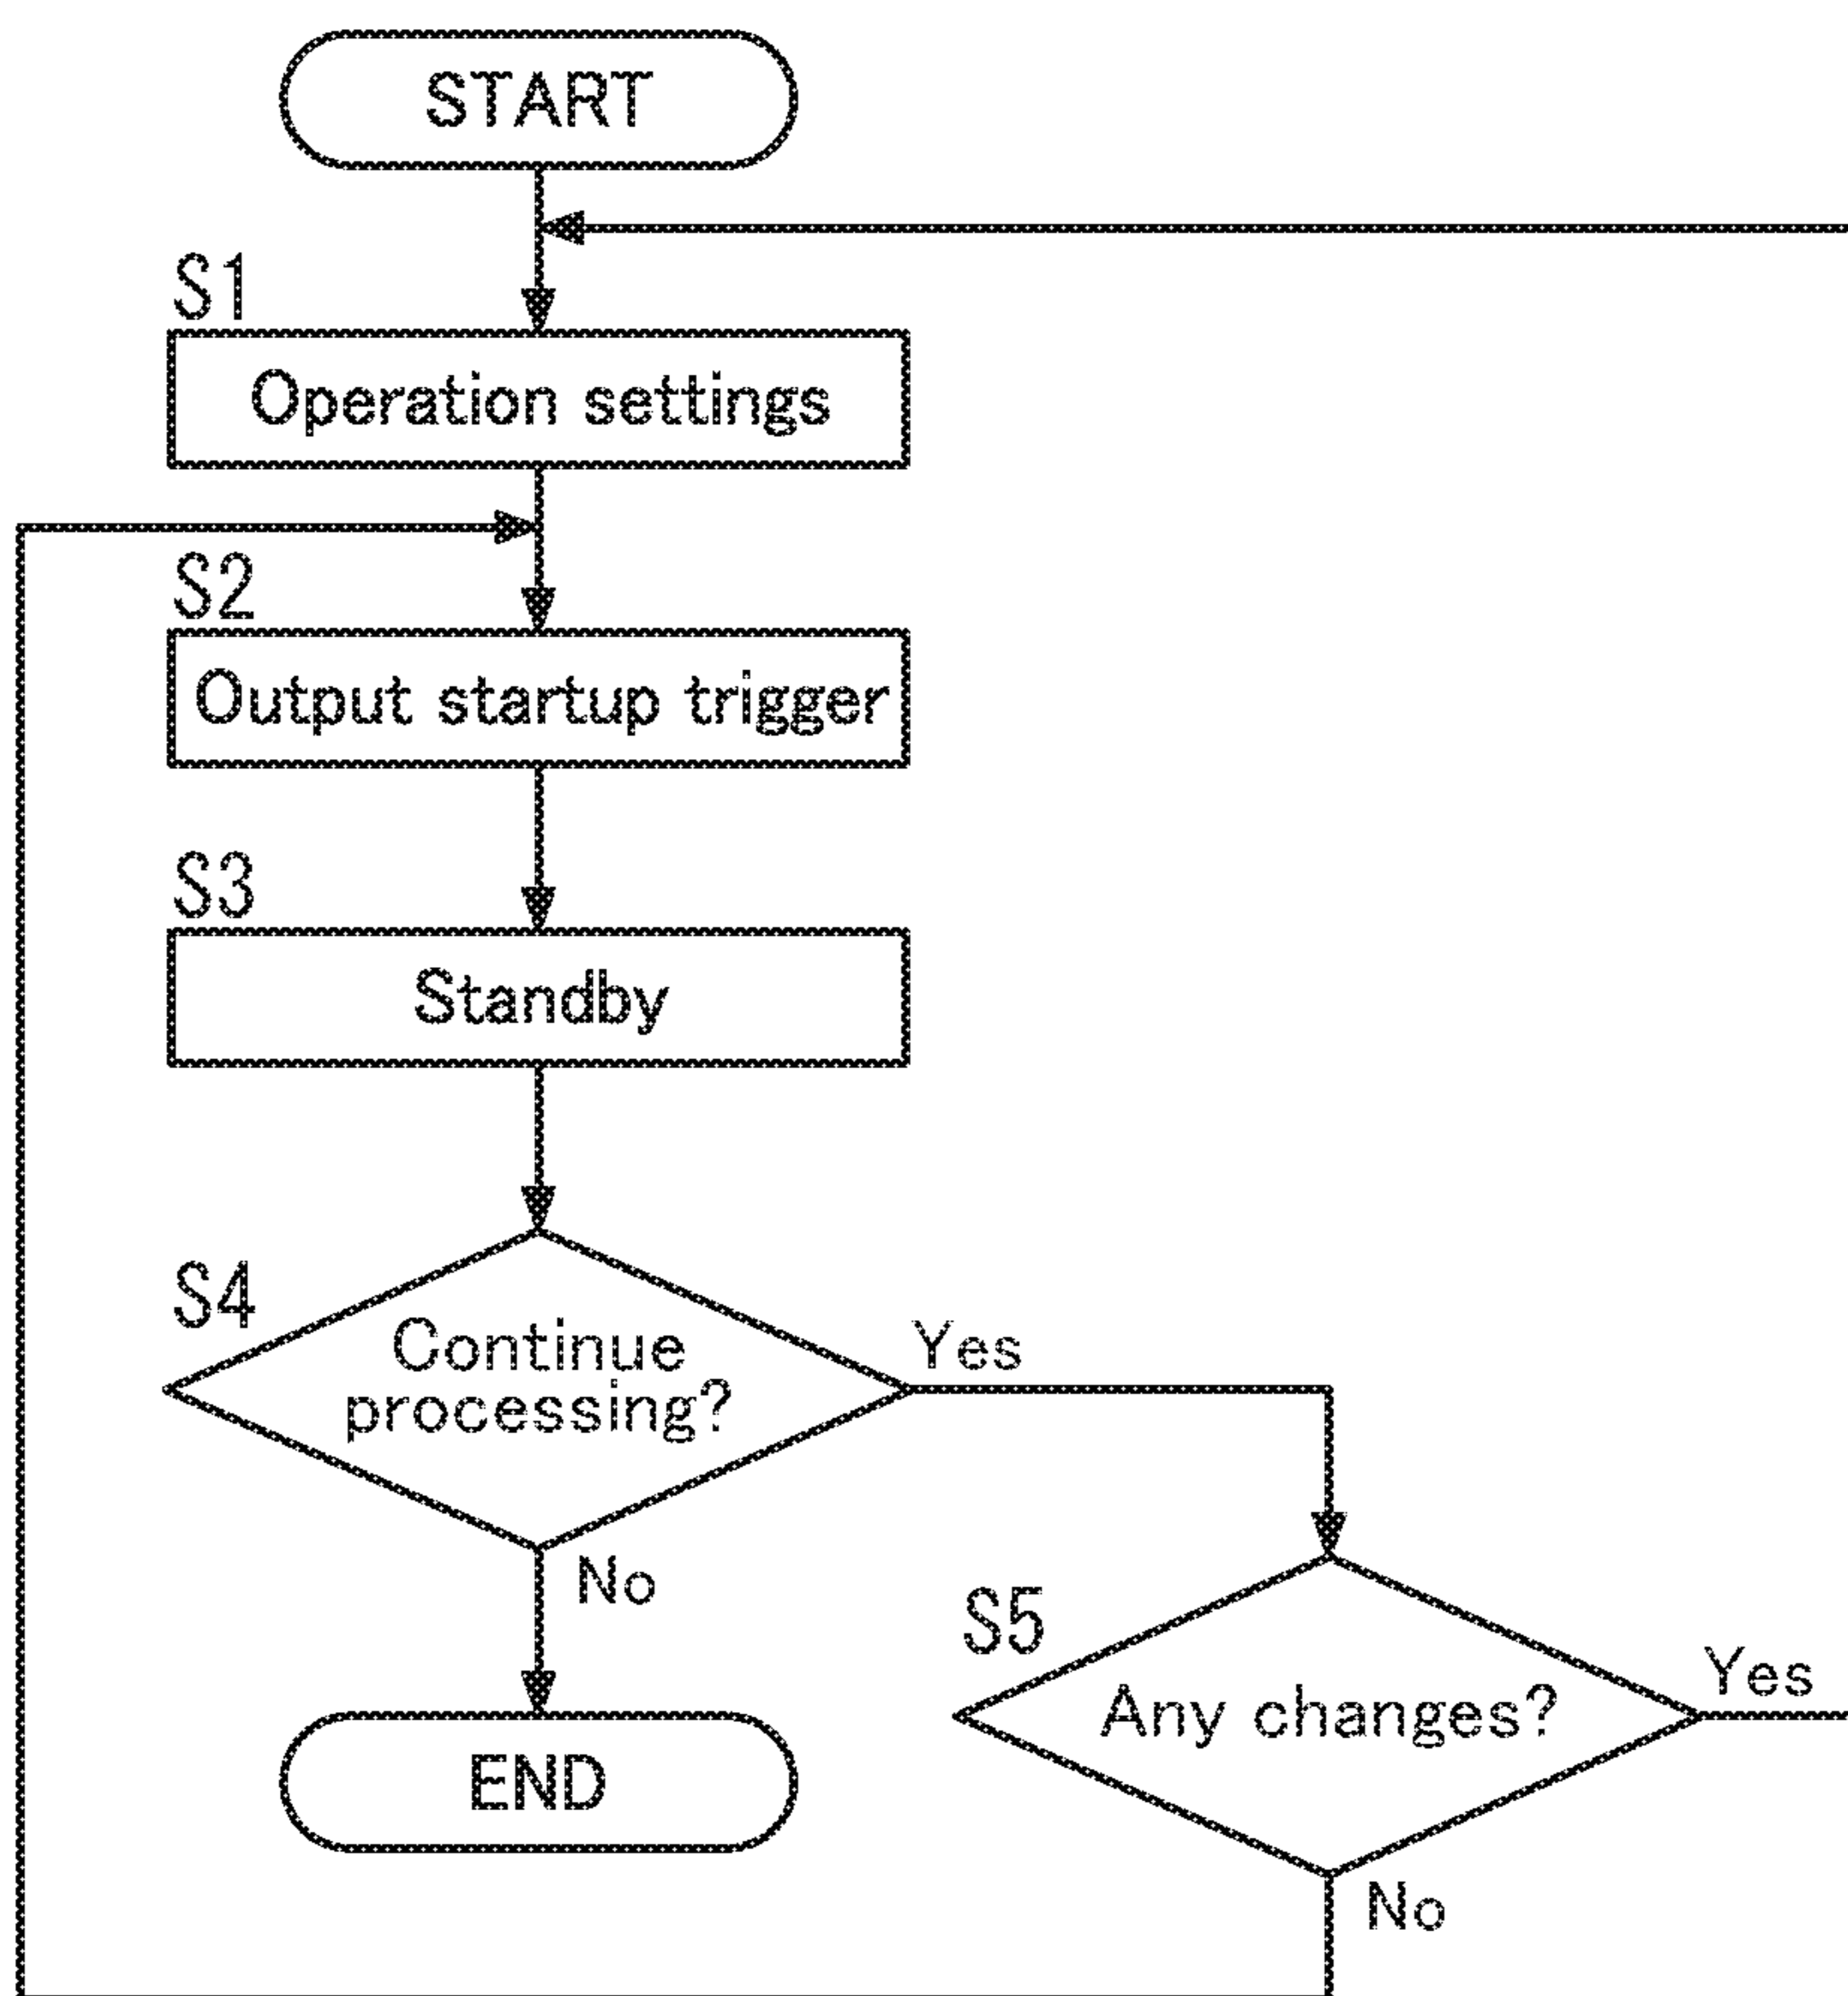 START
S1
Operation settings
S2
Output startup trigger
S3
Standby
S4
Continue
processing?
Yes
No
S5
Any changes?
Yes
END
No